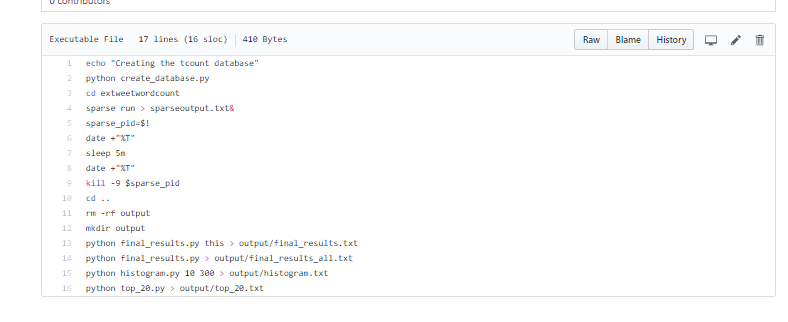 0 contributors
Executable File 17 lines (16 sloc) 410 Bytes Raw Blame History
1 echo "Creating the tcount database"
2 python create_database.py
3 cd extweetwordcount
4 sparse run > sparseoutput.txt&
5 sparse_pid=$!
6 date +"%T"
7 sleep 5m
8 date +"%T"
9 kill -9 $sparse_pid
10 cd ..
11 rm -rf output
12 mkdir output
13 python final_results.py this > output/final_results.txt
14 python final_results.py > output/final_results_all.txt
15 python histogram.py 10 300 > output/histogram.txt
16 python top_20.py > output/top_20.txt